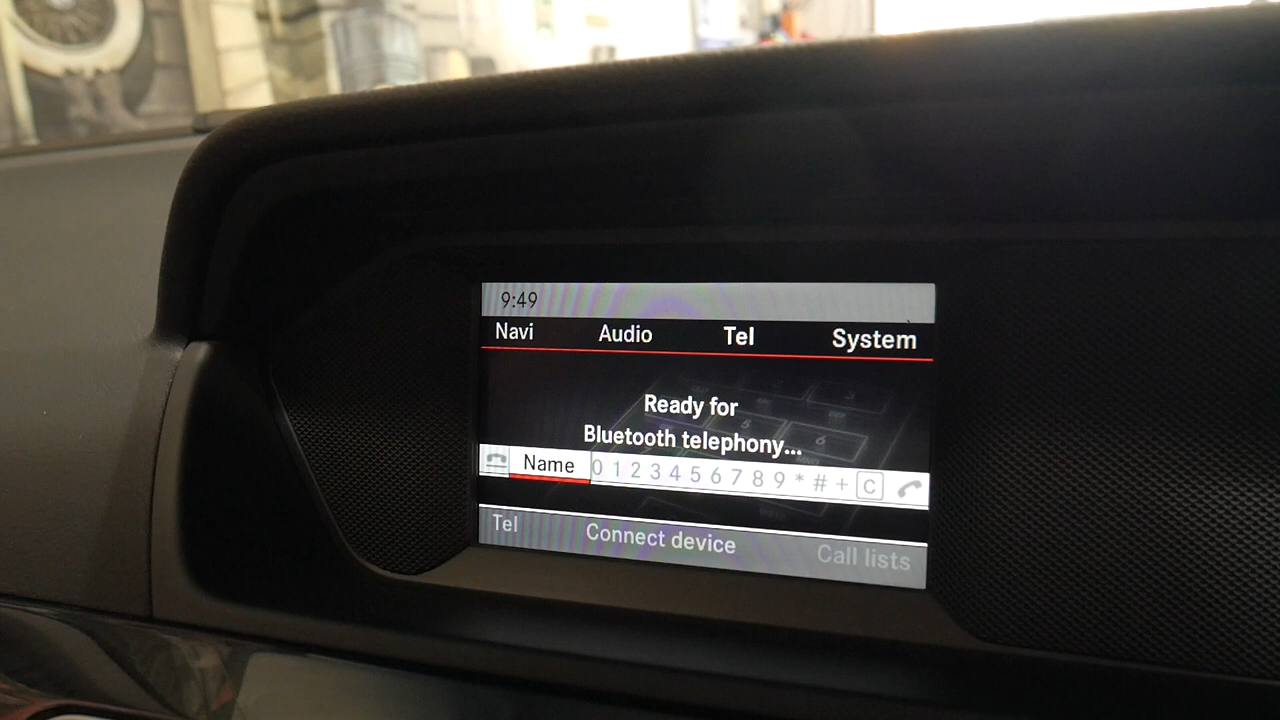 9:49
Navi Audio Tel System
Ready for
Bluetooth telephony...
Name 0 1 2 3 4 5 6 7 8 9 * # + C
Tel Connect device Call lists